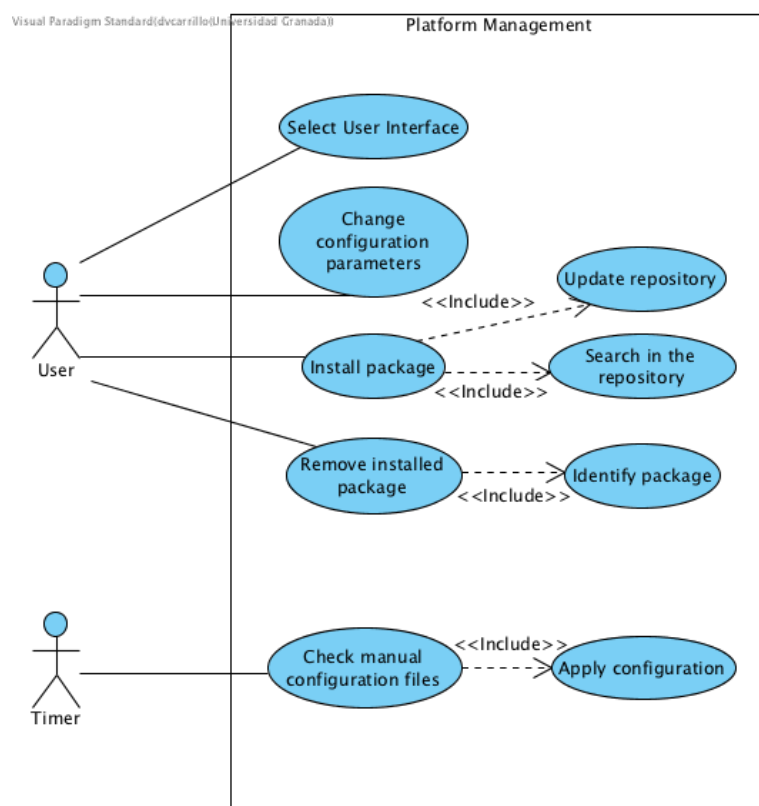 Visual Paradigm Standard(dvcarrillo(Universidad Granada))
Platform Management
Select User Interface
Change
configuration
parameters
Update repository
<<Include>>
User
Install package
Search in the
repository
<<Include>>
Remove installed
package
Identify package
<<Include>>
Timer
Check manual
configuration files
<<Include>>
Apply configuration